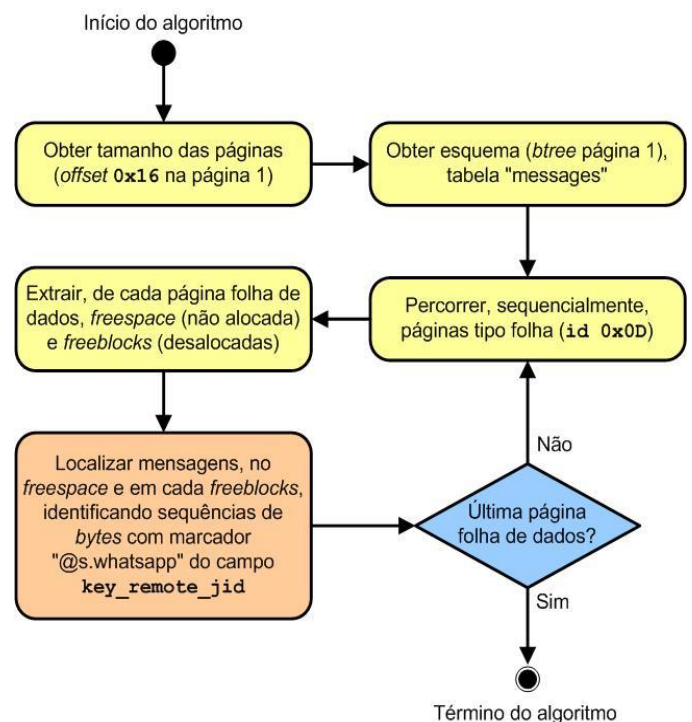 Início do algoritmo
Obter tamanho das páginas
(offset 0x16 na página 1)
Obter esquema (btree página 1),
tabela "messages"
Percorrer, sequencialmente,
páginas tipo folha (id 0x0D)
Extrair, de cada página folha de
dados, freespace (não alocada)
e freeblocks (desalocadas)
Localizar mensagens, no
freespace e em cada freeblocks,
identificando sequências de
bytes com marcador
"@s.whatsapp" do campo
key_remote_jid
Última página
folha de dados?
Não
Sim
Término do algoritmo